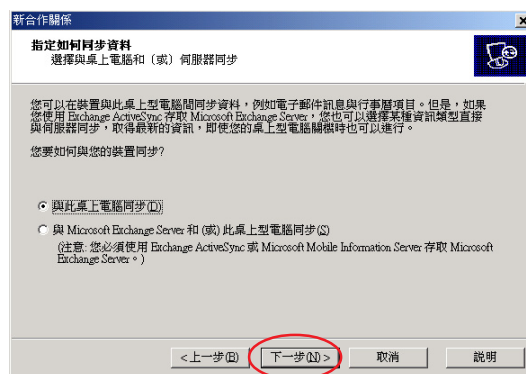 新合作關係
指定如何同步資料
選擇與桌上電腦和（或）伺服器同步
您可以在裝置與此桌上型電腦間同步資料，例如電子郵件訊息與行事曆項目。但是，如果
您使用 Exchange ActiveSync 存取 Microsoft Exchange Server，您也可以選擇某種資訊類型直接
與伺服器同步，取得最新的資訊，即使您的桌上型電腦關機時也可以進行。
您要如何與您的裝置同步?
與此桌上電腦同步(D)
與 Microsoft Exchange Server 和 (或) 此桌上型電腦同步(S)
(注意: 您必須使用 Exchange ActiveSync 或 Microsoft Mobile Information Server 存取 Microsoft
Exchange Server。)
<上一步(B) 下一步(N)> 取消 說明